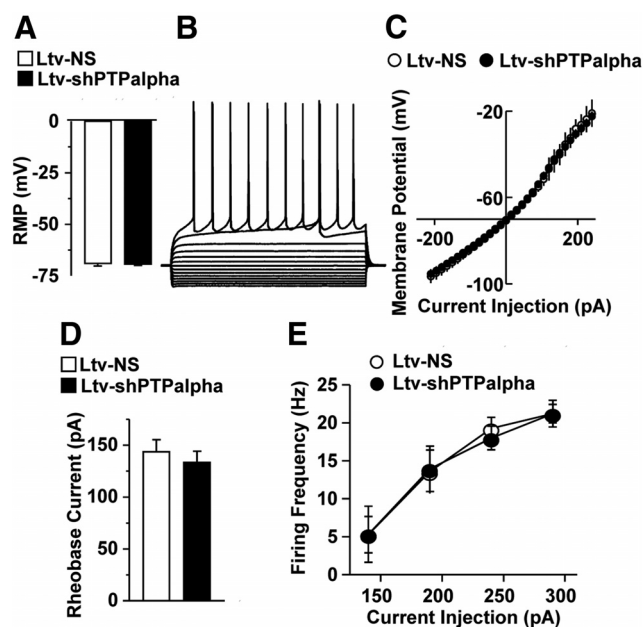 A
Ltv-NS
Ltv-shPTPalpha
RMP (mV)
0
-25
-50
-75
B
C
Ltv-NS Ltv-shPTPalpha
Membrane Potential (mV)
-20
-60
-100
-200
200
Current Injection (pA)
D
Ltv-NS
Ltv-shPTPalpha
Rheobase Current (pA)
150
100
50
0
E
Ltv-NS
Ltv-shPTPalpha
Firing Frequency (Hz)
25
20
15
10
5
0
150 200 250 300
Current Injection (pA)